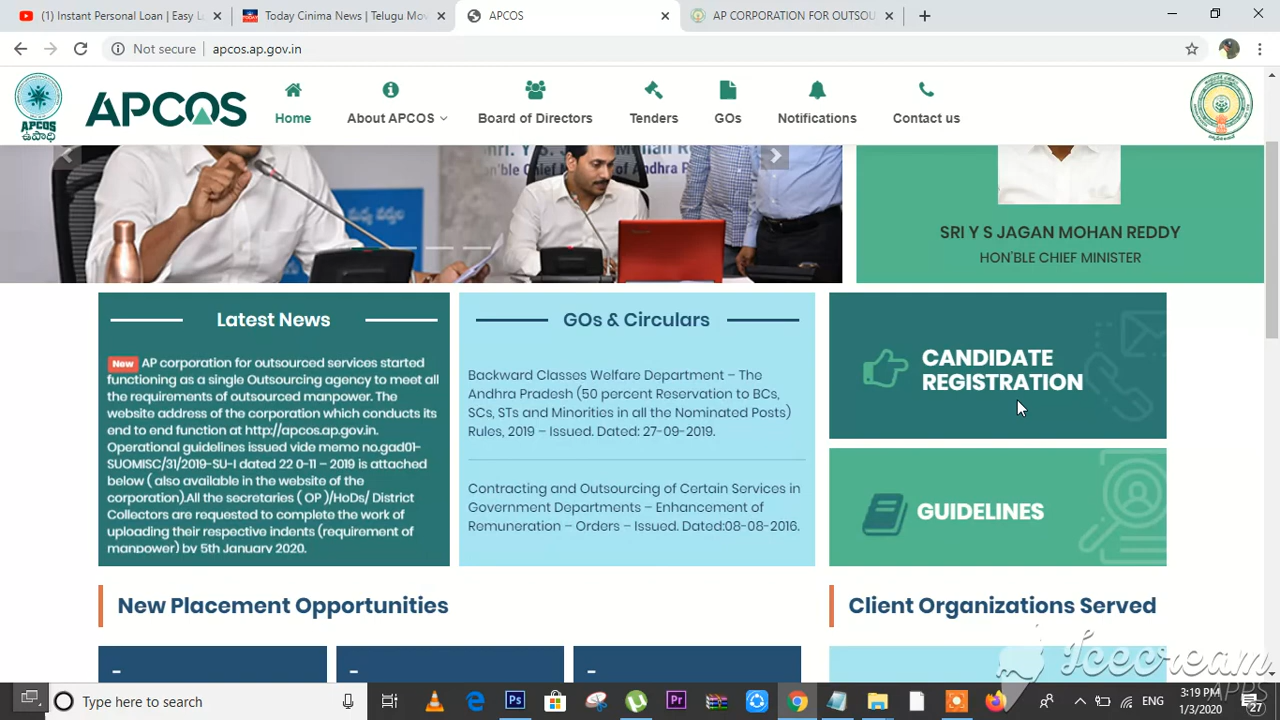 (1) Instant Personal Loan | Easy L
Today Cinima News | Telugu Mov
APCOS
AP CORPORATION FOR OUTSOU
Not secure
apcos.ap.gov.in
APCOS
ఉపాధి
APCOS
Home
About APCOS
Board of Directors
Tenders
GOs
Notifications
Contact us
SRI Y S JAGAN MOHAN REDDY
HON'BLE CHIEF MINISTER
Latest News
New AP corporation for outsourced services started
functioning as a single Outsourcing agency to meet all
the requirements of outsourced manpower. The
website address of the corporation which conducts its
end to end function at http://apcos.ap.gov.in.
Operational guidelines issued vide memo no.gad01-
SUOMISC/31/2019-SU-I dated 22 0-11 – 2019 is attached
below ( also available in the website of the
corporation).All the secretaries ( OP )/HoDs/ District
Collectors are requested to complete the work of
uploading their respective indents (requirement of
manpower) by 5th January 2020.
GOs & Circulars
Backward Classes Welfare Department – The
Andhra Pradesh (50 percent Reservation to BCs,
SCs, STs and Minorities in all the Nominated Posts)
Rules, 2019 – Issued. Dated: 27-09-2019.
Contracting and Outsourcing of Certain Services in
Government Departments – Enhancement of
Remuneration – Orders – Issued. Dated:08-08-2016.
CANDIDATE
REGISTRATION
GUIDELINES
New Placement Opportunities
Client Organizations Served
–
–
–
Icecream
APPS
Type here to search
ENG
3:19 PM
1/3/2020
27